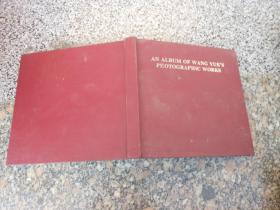 AN ALBUM OF WANG YUE'S
PHOTOGRAPHIC WORKS